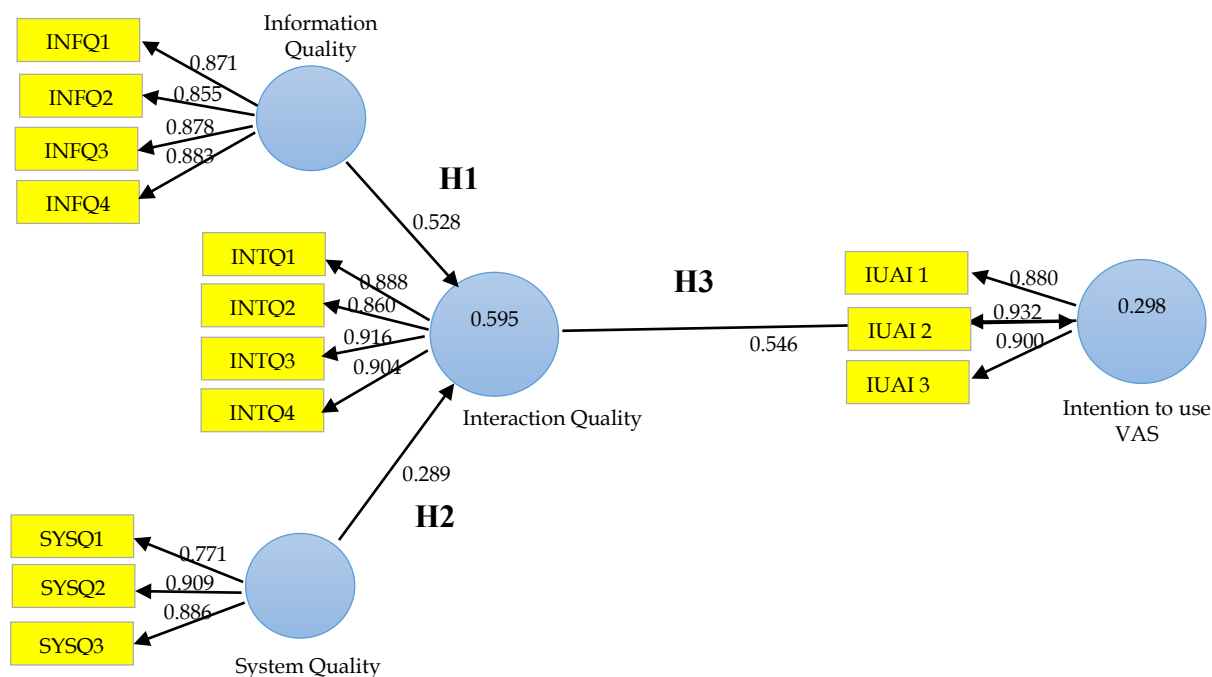 Information
Quality
INFQ1
0.871
INFQ2
0.855
INFQ3
0.878
INFQ4
0.883
H1
0.528
INTQ1
0.888
INTQ2
0.860
INTQ3
0.916
INTQ4
0.904
0.595
Interaction Quality
H3
0.546
IUAI 1
0.880
IUAI 2
0.932
IUAI 3
0.900
0.298
Intention to use
VAS
0.289
H2
SYSQ1
0.771
SYSQ2
0.909
SYSQ3
0.886
System Quality